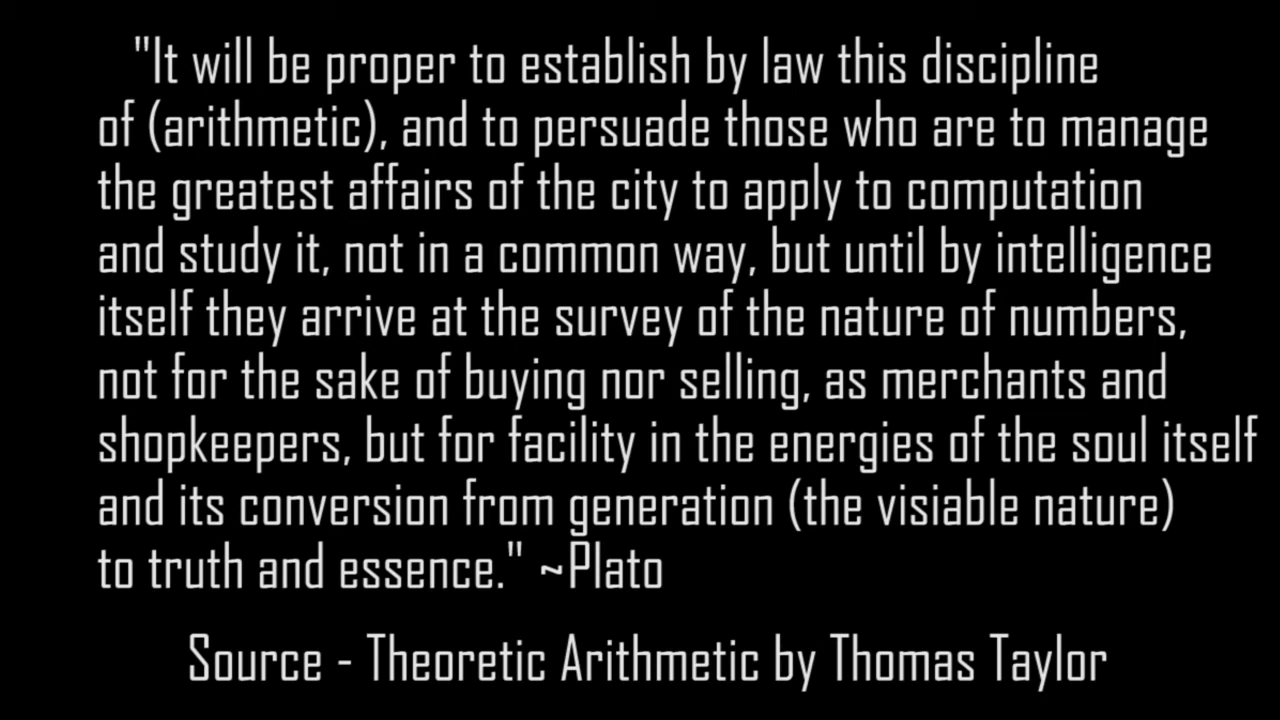 "It will be proper to establish by law this discipline
of (arithmetic), and to persuade those who are to manage
the greatest affairs of the city to apply to computation
and study it, not in a common way, but until by intelligence
itself they arrive at the survey of the nature of numbers,
not for the sake of buying nor selling, as merchants and
shopkeepers, but for facility in the energies of the soul itself
and its conversion from generation (the visiable nature)
to truth and essence." ~Plato
Source - Theoretic Arithmetic by Thomas Taylor